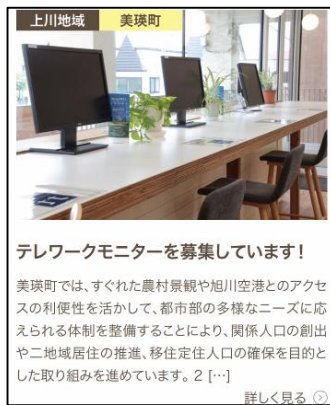 上川地域 美瑛町
テレワークモニターを募集しています！
美瑛町では、すぐれた農村景観や旭川空港とのアクセ
スの利便性を活かして、都市部の多様なニーズに応
えられる体制を整備することにより、関係人口の創出
や二地域居住の推進、移住定住人口の確保を目的と
した取り組みを進めています。2 […]
詳しく見る